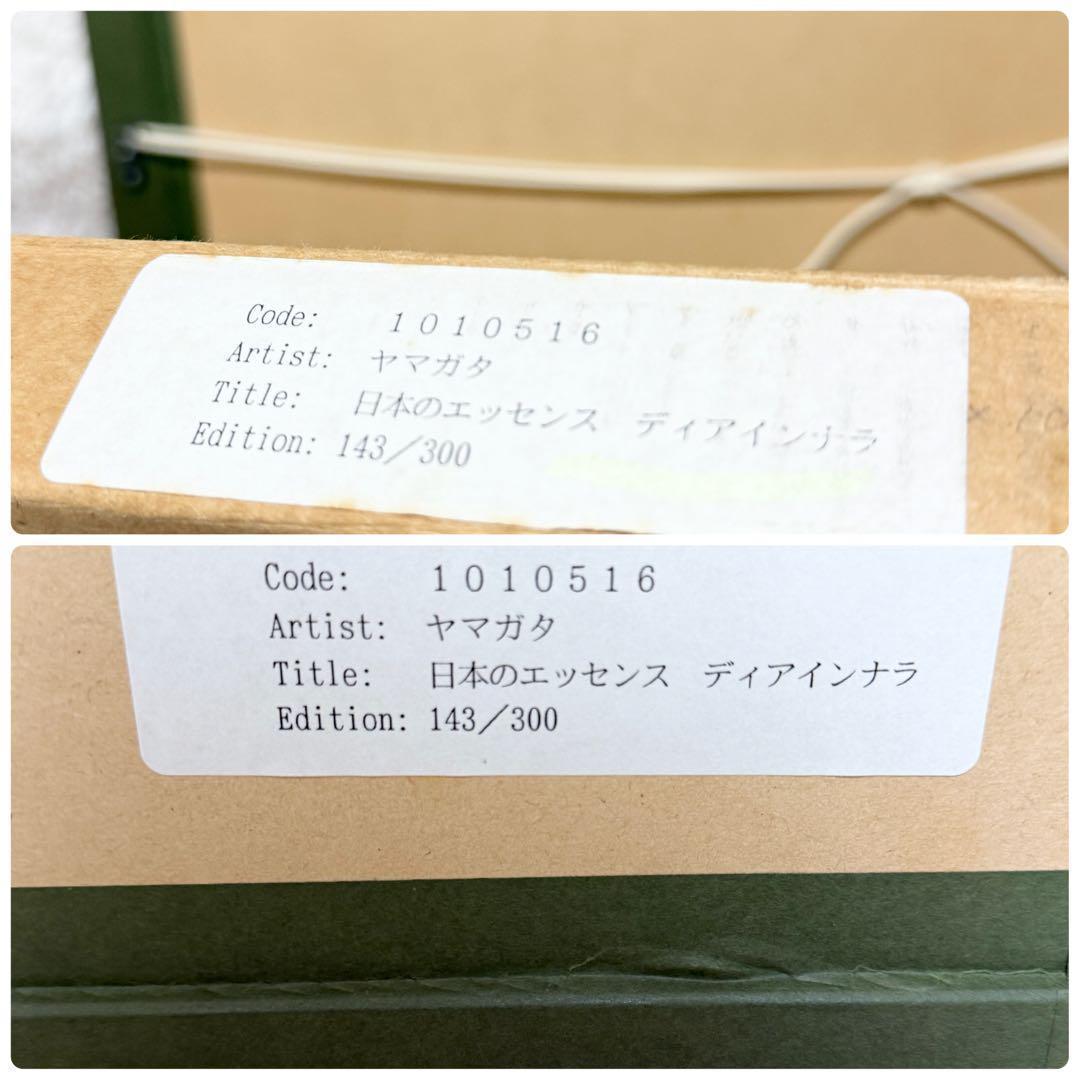 Code: 1010516
Artist: ヤマガタ
Title: 日本のエッセンス ディアインナラ
Edition: 143/300
Code: 1010516
Artist: ヤマガタ
Title: 日本のエッセンス ディアインナラ
Edition: 143/300